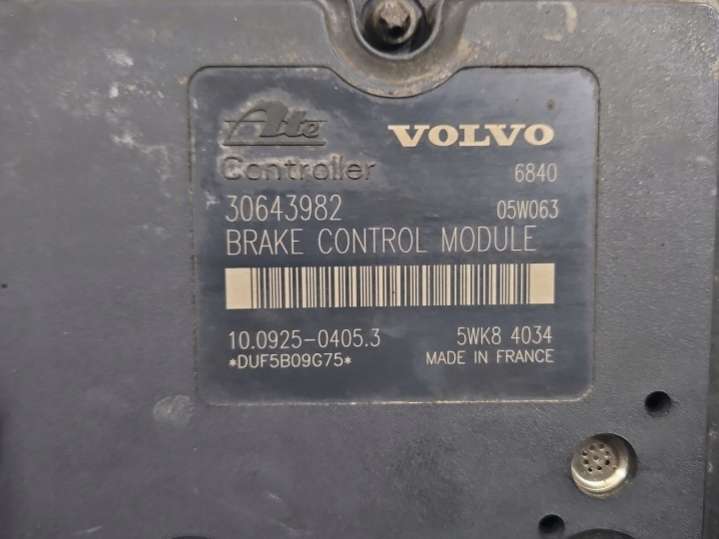 Ate VOLVO
Controller 6840
30643982 05W063
BRAKE CONTROL MODULE
10.0925-0405.3 5WK8 4034
*DUF5B09G75* MADE IN FRANCE